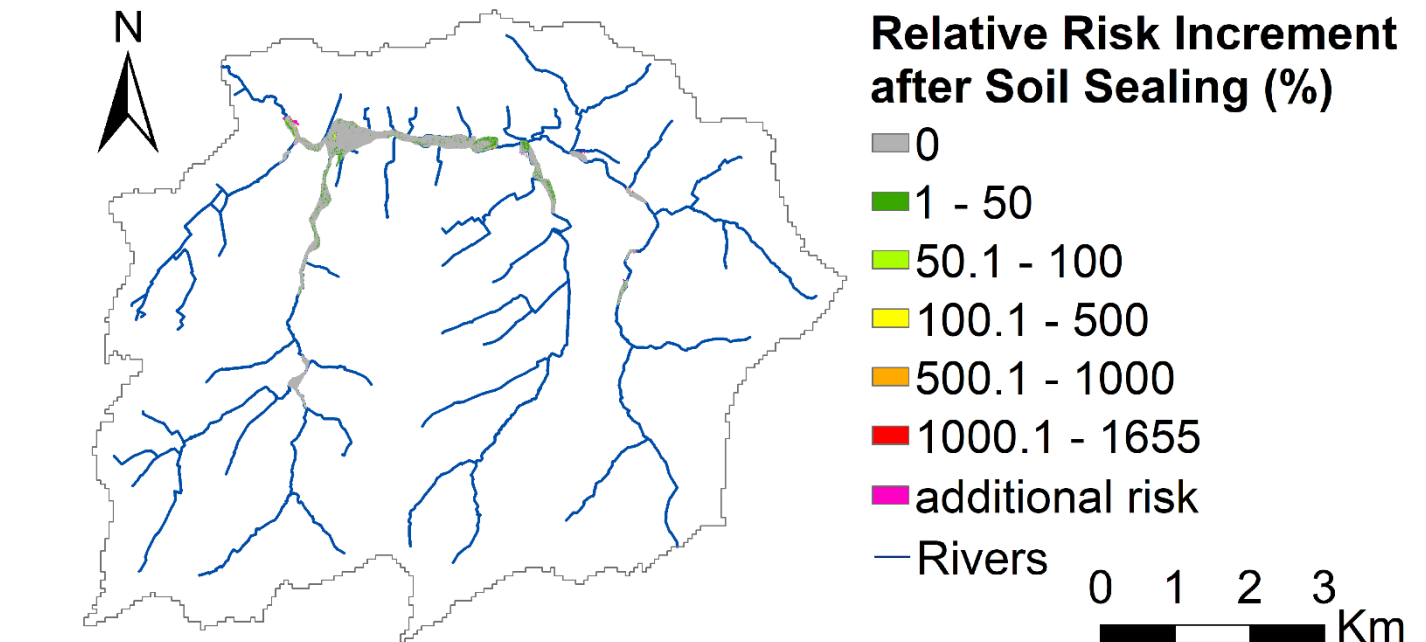 N
Relative Risk Increment
after Soil Sealing (%)
0
1 - 50
50.1 - 100
100.1 - 500
500.1 - 1000
1000.1 - 1655
additional risk
Rivers
0 1 2 3
Km